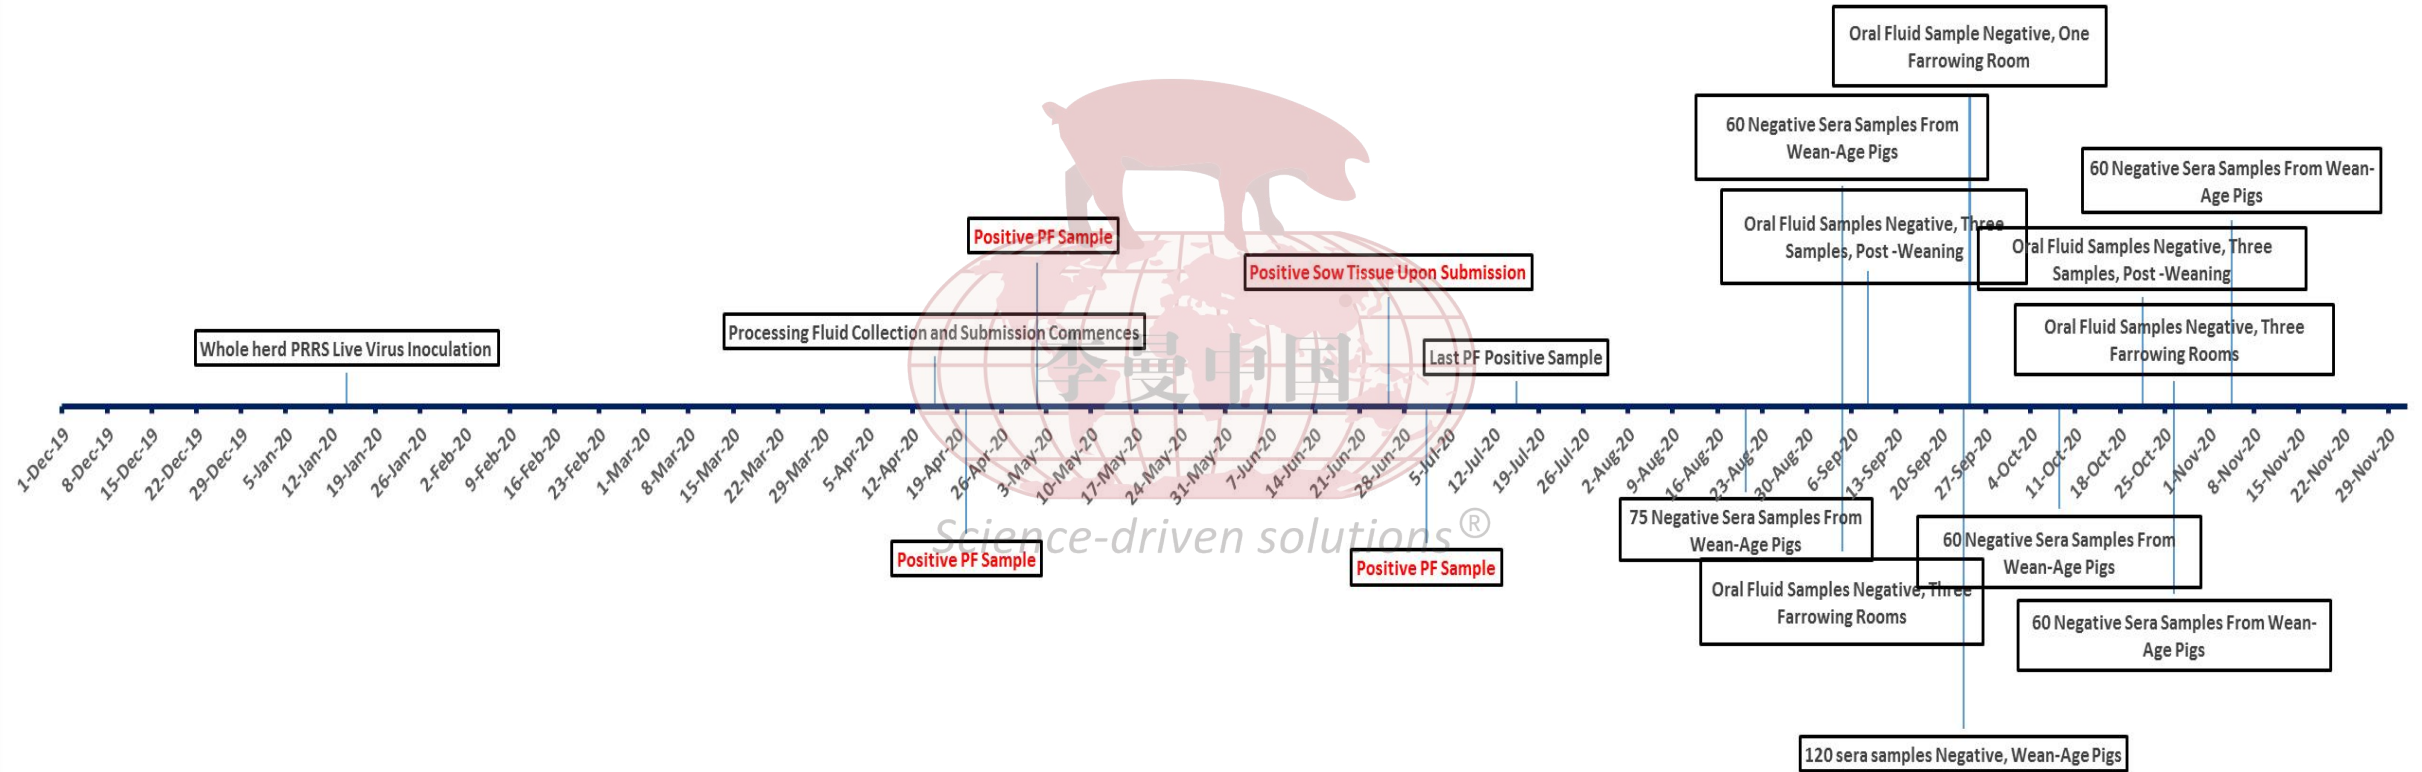 Oral Fluid Sample Negative, One
Farrowing Room
60 Negative Sera Samples From
Wean-Age Pigs
60 Negative Sera Samples From Wean-
Age Pigs
Oral Fluid Samples Negative, Three
Samples, Post -Weaning
Positive PF Sample
Oral Fluid Samples Negative, Three
Samples, Post -Weaning
Positive Sow Tissue Upon Submission
Processing Fluid Collection and Submission Commences
Oral Fluid Samples Negative, Three
Farrowing Rooms
Whole herd PRRS Live Virus Inoculation
Last PF Positive Sample
李曼中国
1-Dec-19
8-Dec-19
15-Dec-19
22-Dec-19
29-Dec-19
5-Jan-20
12-Jan-20
19-Jan-20
26-Jan-20
2-Feb-20
9-Feb-20
16-Feb-20
23-Feb-20
1-Mar-20
8-Mar-20
15-Mar-20
22-Mar-20
29-Mar-20
5-Apr-20
12-Apr-20
19-Apr-20
26-Apr-20
3-May-20
10-May-20
17-May-20
24-May-20
31-May-20
7-Jun-20
14-Jun-20
21-Jun-20
28-Jun-20
5-Jul-20
12-Jul-20
19-Jul-20
26-Jul-20
2-Aug-20
9-Aug-20
16-Aug-20
23-Aug-20
30-Aug-20
6-Sep-20
13-Sep-20
20-Sep-20
27-Sep-20
4-Oct-20
11-Oct-20
18-Oct-20
25-Oct-20
1-Nov-20
8-Nov-20
15-Nov-20
22-Nov-20
29-Nov-20
Science-driven solutions®
75 Negative Sera Samples From
Wean-Age Pigs
60 Negative Sera Samples From
Wean-Age Pigs
Positive PF Sample
Positive PF Sample
Oral Fluid Samples Negative, Three
Farrowing Rooms
60 Negative Sera Samples From Wean-
Age Pigs
120 sera samples Negative, Wean-Age Pigs